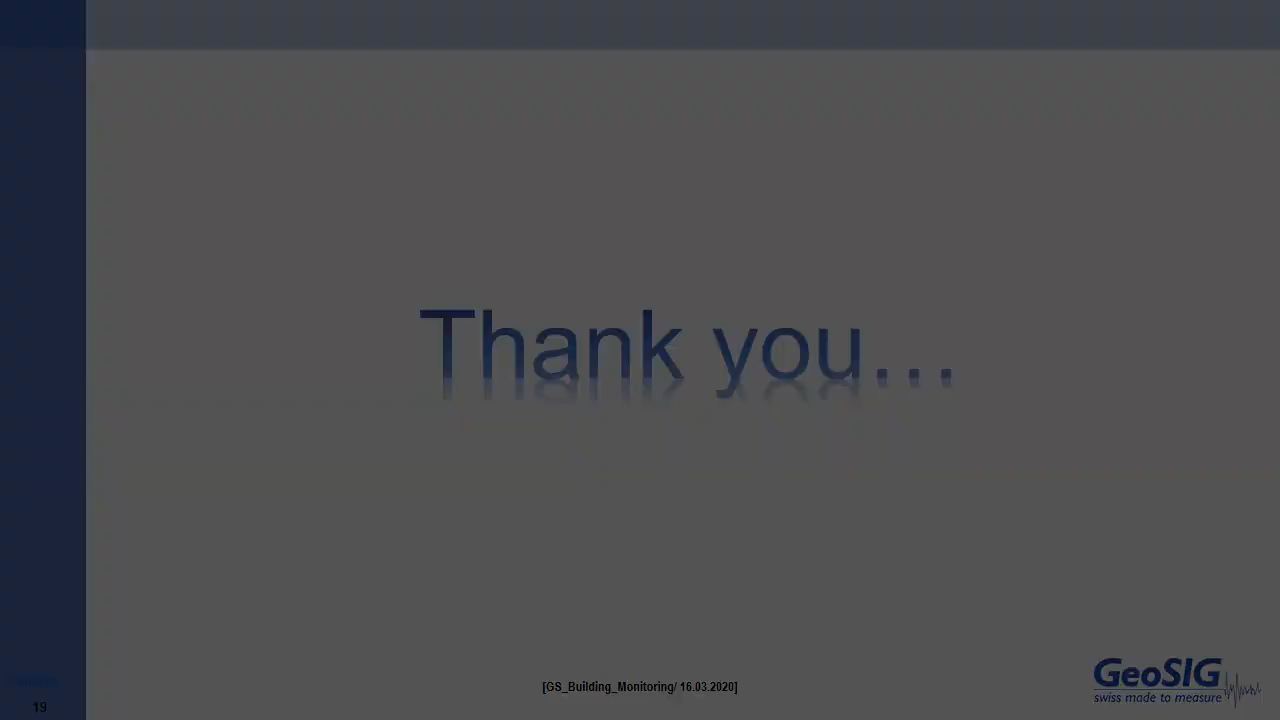 Thank you...
[GS_Building_Monitoring/ 16.03.2020]
GeoSIG
swiss made to measure
19